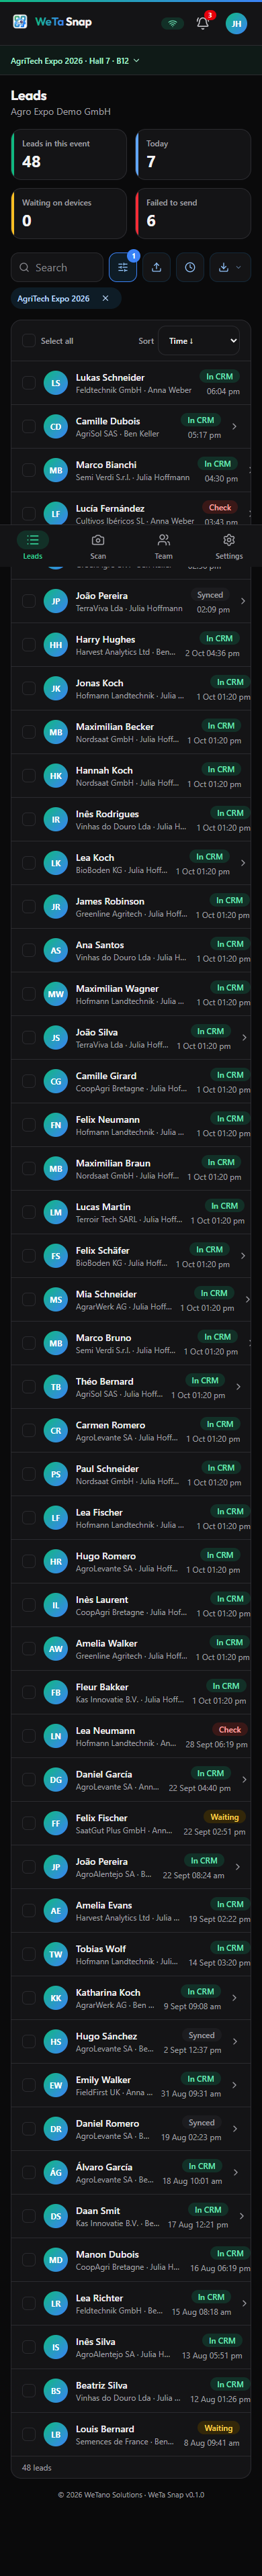 WeTa Snap
3
JH
AgriTech Expo 2026 · Hall 7 · B12
Leads
Agro Expo Demo GmbH
Leads in this event
48
Today
7
Waiting on devices
0
Failed to send
6
Search
1
AgriTech Expo 2026
Select all
Sort
Time ↓
LS
Lukas Schneider
In CRM
Feldtechnik GmbH · Anna Weber
06:04 pm
CD
Camille Dubois
In CRM
AgriSol SAS · Ben Keller
05:17 pm
MB
Marco Bianchi
In CRM
Semi Verdi S.r.l. · Julia Hoffmann
04:30 pm
LF
Lucía Fernández
Check
Cultivos Ibéricos SL · Anna Weber
03:43 pm
Leads
Scan
Team
Settings
JP
João Pereira
Synced
TerraViva Lda · Julia Hoffmann
02:09 pm
HH
Harry Hughes
In CRM
Harvest Analytics Ltd · Ben...
2 Oct 04:36 pm
JK
Jonas Koch
In CRM
Hofmann Landtechnik · Julia ...
1 Oct 01:20 pm
MB
Maximilian Becker
In CRM
Nordsaat GmbH · Julia Hoff...
1 Oct 01:20 pm
HK
Hannah Koch
In CRM
Nordsaat GmbH · Julia Hoff...
1 Oct 01:20 pm
IR
Inês Rodrigues
In CRM
Vinhas do Douro Lda · Julia H...
1 Oct 01:20 pm
LK
Lea Koch
In CRM
BioBoden KG · Julia Hoff...
1 Oct 01:20 pm
JR
James Robinson
In CRM
Greenline Agritech · Julia Hoff...
1 Oct 01:20 pm
AS
Ana Santos
In CRM
Vinhas do Douro Lda · Julia H...
1 Oct 01:20 pm
MW
Maximilian Wagner
In CRM
Hofmann Landtechnik · Julia ...
1 Oct 01:20 pm
JS
João Silva
In CRM
TerraViva Lda · Julia Hoff...
1 Oct 01:20 pm
CG
Camille Girard
In CRM
CoopAgri Bretagne · Julia Hof...
1 Oct 01:20 pm
FN
Felix Neumann
In CRM
Hofmann Landtechnik · Julia ...
1 Oct 01:20 pm
MB
Maximilian Braun
In CRM
Nordsaat GmbH · Julia Hoff...
1 Oct 01:20 pm
LM
Lucas Martin
In CRM
Terroir Tech SARL · Julia Hoff...
1 Oct 01:20 pm
FS
Felix Schäfer
In CRM
BioBoden KG · Julia Hoff...
1 Oct 01:20 pm
MS
Mia Schneider
In CRM
AgrarWerk AG · Julia Hoff...
1 Oct 01:20 pm
MB
Marco Bruno
In CRM
Semi Verdi S.r.l. · Julia Hoff...
1 Oct 01:20 pm
TB
Théo Bernard
In CRM
AgriSol SAS · Julia Hoff...
1 Oct 01:20 pm
CR
Carmen Romero
In CRM
AgroLevante SA · Julia Hoff...
1 Oct 01:20 pm
PS
Paul Schneider
In CRM
Nordsaat GmbH · Julia Hoff...
1 Oct 01:20 pm
LF
Lea Fischer
In CRM
Hofmann Landtechnik · Julia ...
1 Oct 01:20 pm
HR
Hugo Romero
In CRM
AgroLevante SA · Julia Hoff...
1 Oct 01:20 pm
IL
Inès Laurent
In CRM
CoopAgri Bretagne · Julia Hof...
1 Oct 01:20 pm
AW
Amelia Walker
In CRM
Greenline Agritech · Julia Hoff...
1 Oct 01:20 pm
FB
Fleur Bakker
In CRM
Kas Innovatie B.V. · Julia Hoff...
1 Oct 01:20 pm
LN
Lea Neumann
Check
Hofmann Landtechnik · An...
28 Sept 06:19 pm
DG
Daniel García
In CRM
AgroLevante SA · Ann...
22 Sept 04:40 pm
FF
Felix Fischer
Waiting
SaatGut Plus GmbH · Ann...
22 Sept 02:51 pm
JP
João Pereira
In CRM
AgroAlentejo SA · B...
22 Sept 08:24 am
AE
Amelia Evans
In CRM
Harvest Analytics Ltd · Julia ...
19 Sept 02:22 pm
TW
Tobias Wolf
In CRM
Hofmann Landtechnik · Juli...
14 Sept 03:20 pm
KK
Katharina Koch
In CRM
AgrarWerk AG · Ben ...
9 Sept 09:08 am
HS
Hugo Sánchez
Synced
AgroLevante SA · Be...
2 Sept 12:37 pm
EW
Emily Walker
In CRM
FieldFirst UK · Anna ...
31 Aug 09:31 am
DR
Daniel Romero
Synced
AgroLevante SA · B...
19 Aug 02:23 pm
ÁG
Álvaro García
In CRM
AgroLevante SA · Be...
18 Aug 10:01 am
DS
Daan Smit
In CRM
Kas Innovatie B.V. · Be...
17 Aug 12:21 pm
MD
Manon Dubois
In CRM
CoopAgri Bretagne · Julia H...
16 Aug 06:19 pm
LR
Lea Richter
In CRM
Feldtechnik GmbH · Be...
15 Aug 08:18 am
IS
Inês Silva
In CRM
AgroAlentejo SA · Julia H...
13 Aug 05:51 pm
BS
Beatriz Silva
In CRM
Vinhas do Douro Lda · Julia ...
12 Aug 01:26 pm
LB
Louis Bernard
Waiting
Semences de France · Ben...
8 Aug 09:41 am
48 leads
© 2026 WeTano Solutions · WeTa Snap v0.1.0